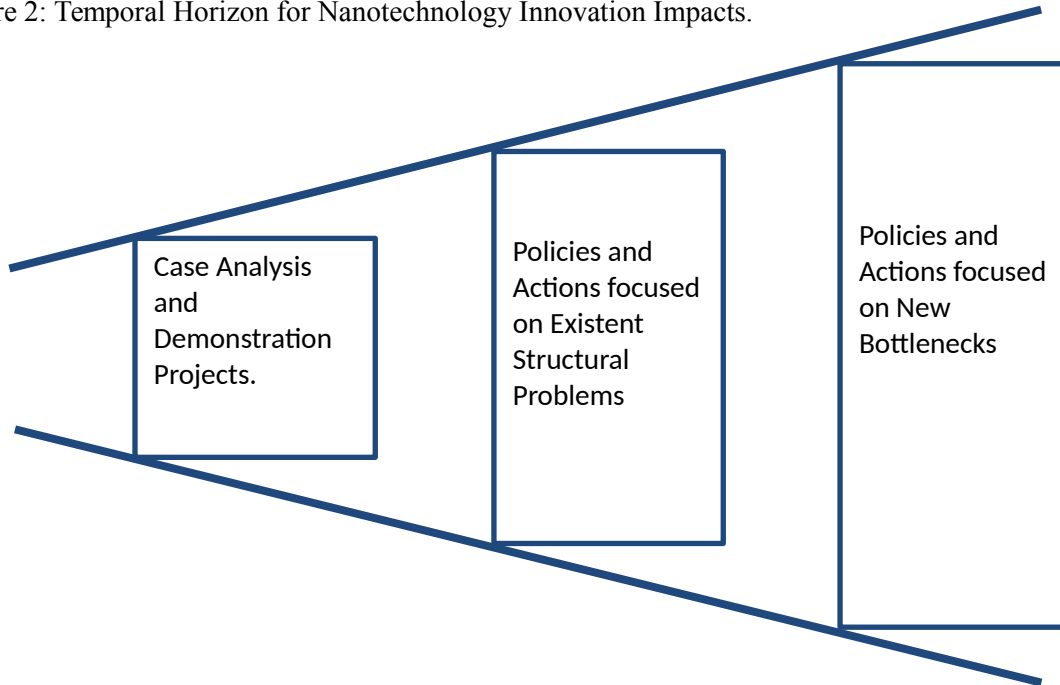 re 2: Temporal Horizon for Nanotechnology Innovation Impacts.
Case Analysis
and
Demonstration
Projects.
Policies and
Actions focused
on Existent
Structural
Problems
Policies and
Actions focused
on New
Bottlenecks